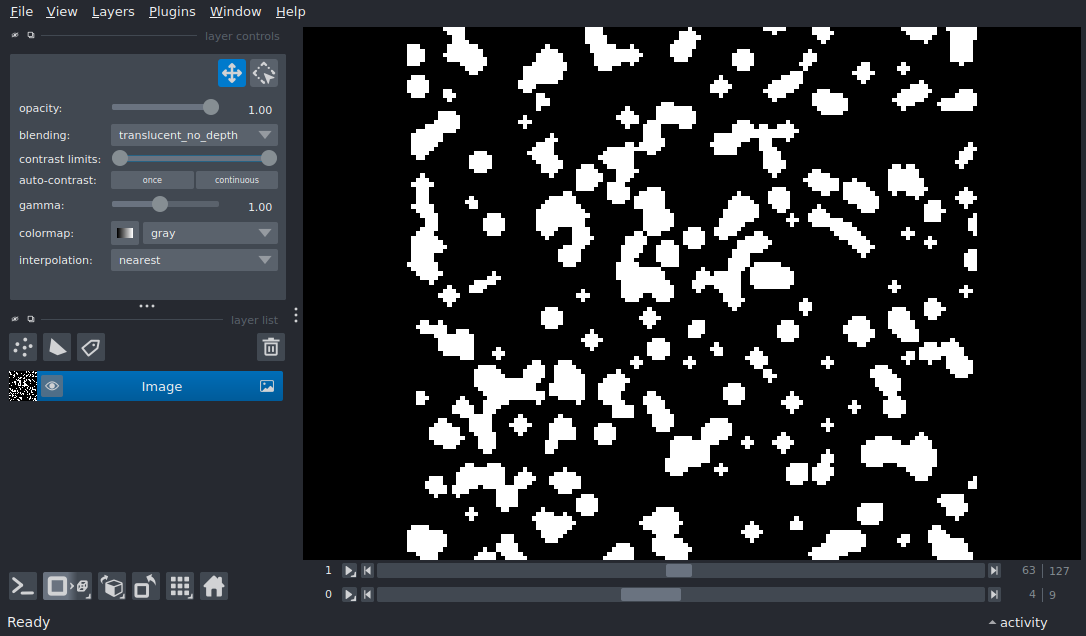 File View Layers Plugins Window Help
layer controls
opacity: 1.00
blending: translucent_no_depth
contrast limits:
auto-contrast: once continuous
gamma: 1.00
colormap: gray
interpolation: nearest
layer list
Image
1 63 127
0 4 9
Ready activity